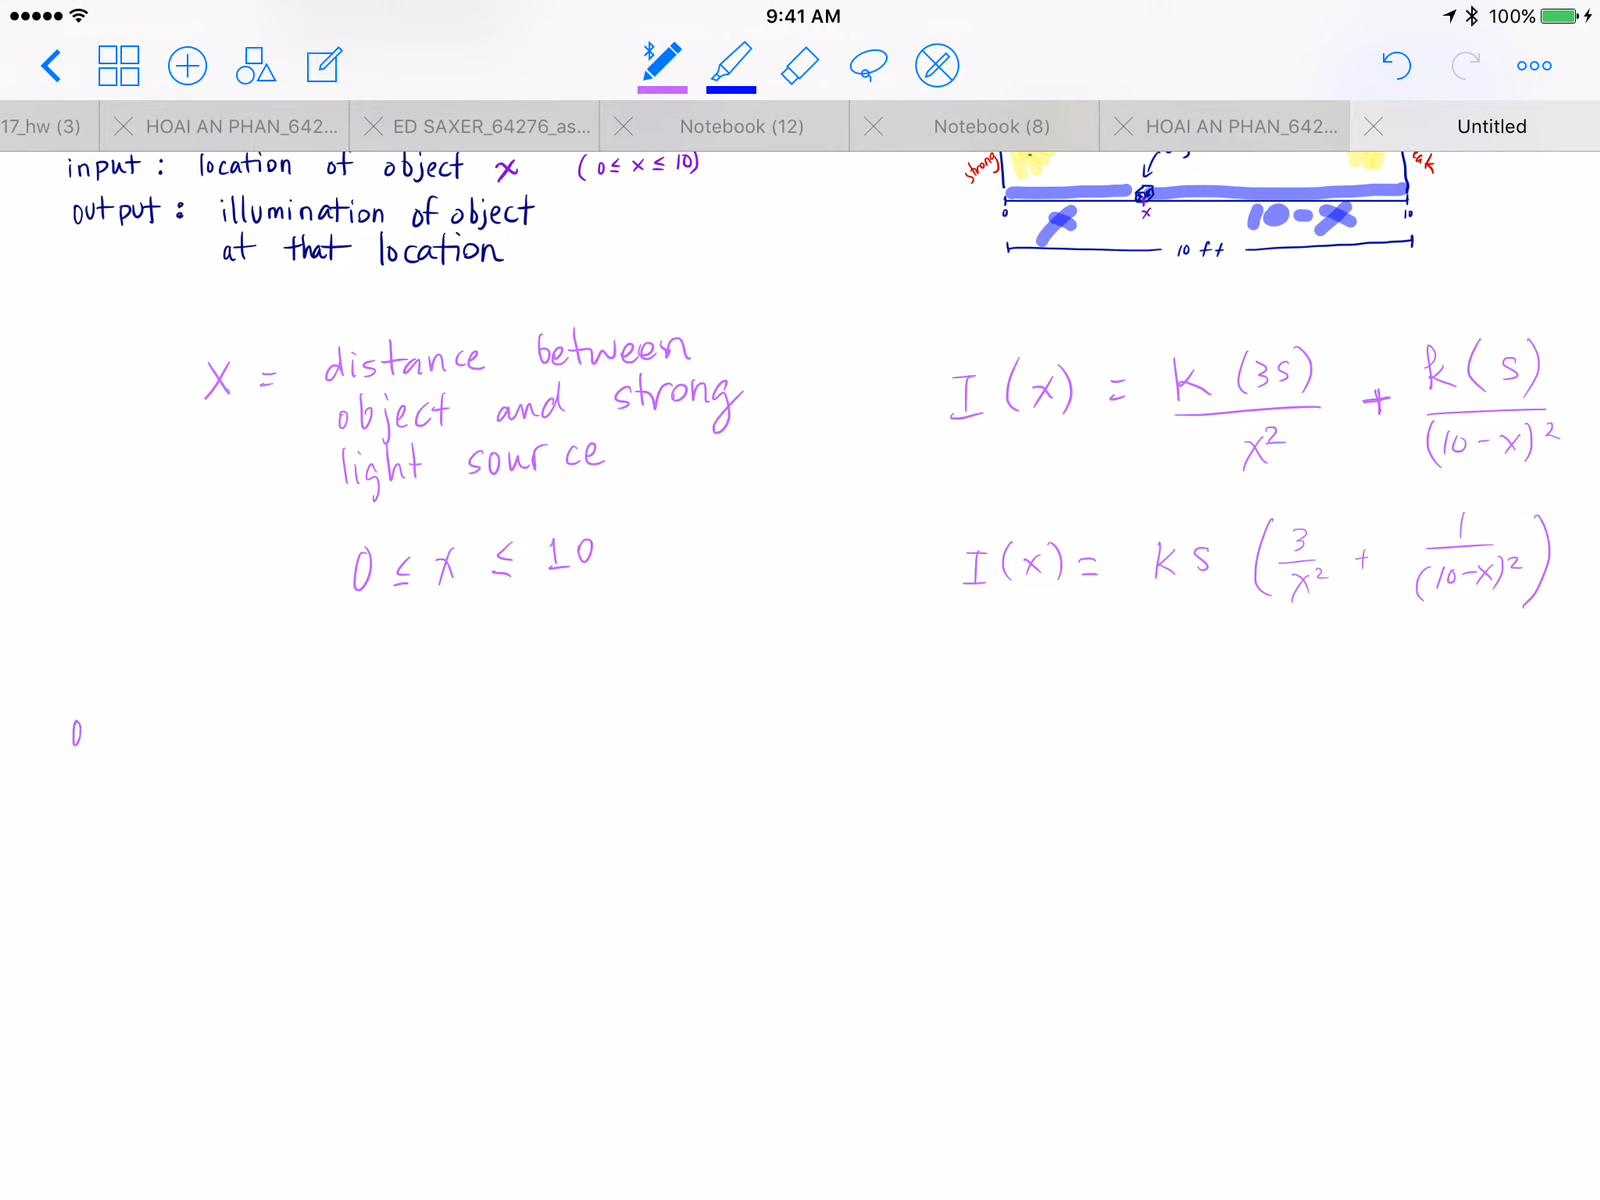 9:41 AM
100%
17_hw (3)
HOAI AN PHAN_642...
ED SAXER_64276_as...
Notebook (12)
Notebook (8)
HOAI AN PHAN_642...
Untitled
input : location of object x (0 ≤ x ≤ 10)
output : illumination of object
at that location
strong
0
x
10
x
10-x
10 ft
x = distance between
object and strong
light source
0 ≤ x ≤ 10
I(x) = k(3s)/x² + k(s)/(10-x)²
I(x) = ks (3/x² + 1/(10-x)²)
0